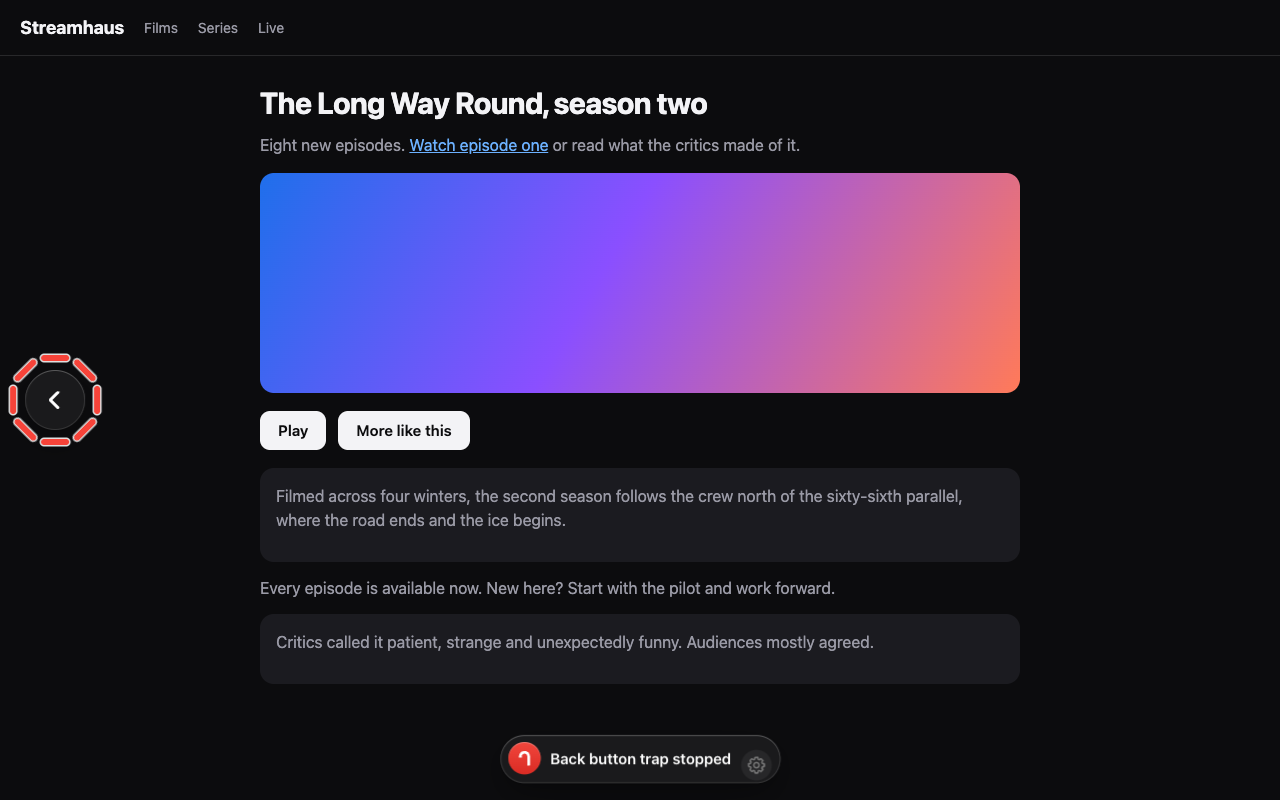 Streamhaus Films Series Live
The Long Way Round, season two
Eight new episodes. Watch episode one or read what the critics made of it.
Play More like this
Filmed across four winters, the second season follows the crew north of the sixty-sixth parallel,
where the road ends and the ice begins.
Every episode is available now. New here? Start with the pilot and work forward.
Critics called it patient, strange and unexpectedly funny. Audiences mostly agreed.
Back button trap stopped